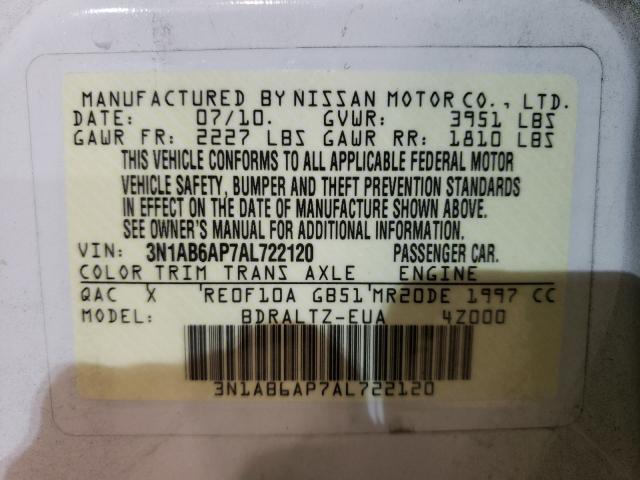 MANUFACTURED BY NISSAN MOTOR CO., LTD.
DATE: 07/10. GVWR: 3951 LBS
GAWR FR: 2227 LBS GAWR RR: 1810 LBS
THIS VEHICLE CONFORMS TO ALL APPLICABLE FEDERAL MOTOR
VEHICLE SAFETY, BUMPER AND THEFT PREVENTION STANDARDS
IN EFFECT ON THE DATE OF MANUFACTURE SHOWN ABOVE.
SEE OWNER'S MANUAL FOR ADDITIONAL INFORMATION.
VIN: 3N1AB6AP7AL722120 PASSENGER CAR.
COLOR TRIM TRANS AXLE ENGINE
QAC X RE0F10A GB51 MR20DE 1997 CC
MODEL: BDRALTZ-EUA 4Z000
3N1AB6AP7AL722120